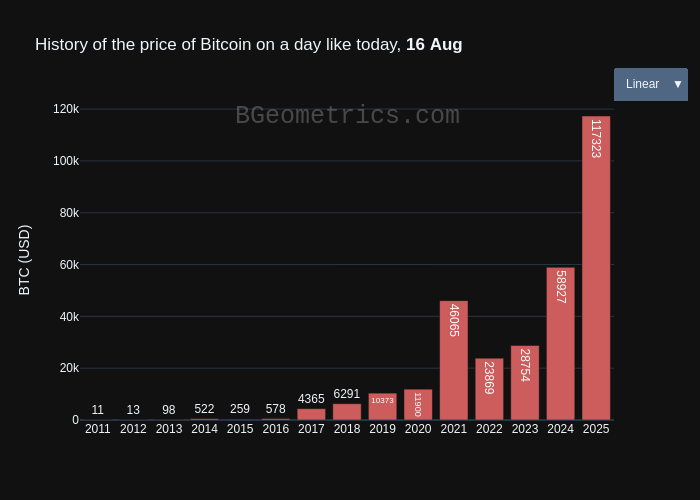 History of the price of Bitcoin on a day like today, 16 Aug
Linear ▼
BGeometrics.com
BTC (USD)
120k
100k
80k
60k
40k
20k
0
11
13
98
522
259
578
4365
6291
10373
11900
46065
23869
28754
58927
117323
2011 2012 2013 2014 2015 2016 2017 2018 2019 2020 2021 2022 2023 2024 2025